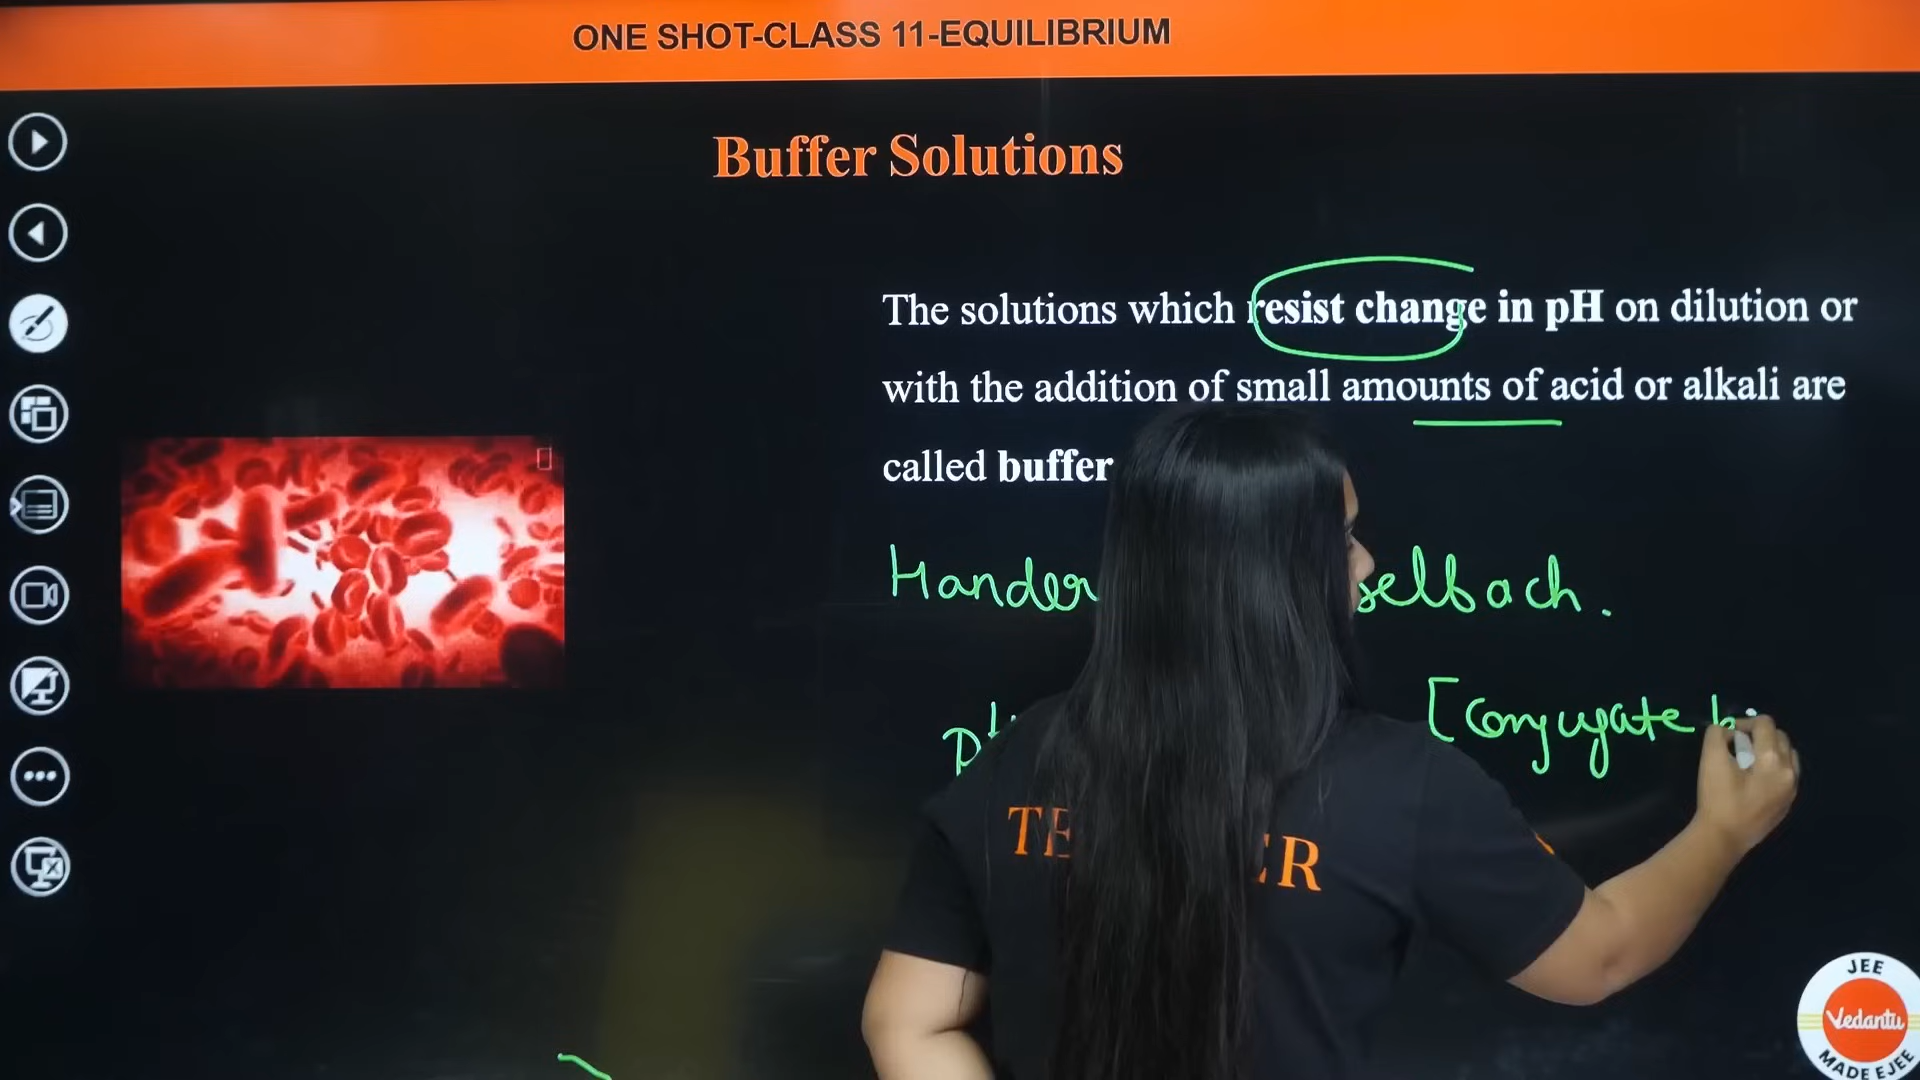 ONE SHOT-CLASS 11-EQUILIBRIUM
Buffer Solutions
The solutions which resist change in pH on dilution or
with the addition of small amounts of acid or alkali are
called buffer
Hander selbach.
[Conjugate
TE ER
JEE
Vedantu
MADE EJEE